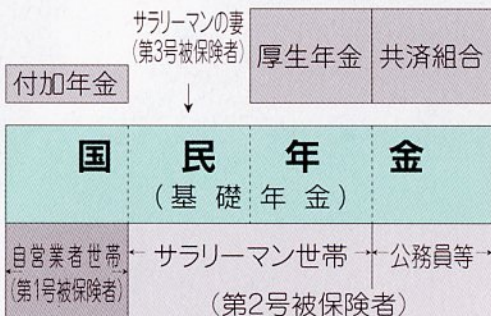 サラリーマンの妻
(第3号被保険者)
厚生年金
共済組合
付加年金
国民年金
(基礎年金)
自営業者世帯
(第1号被保険者)
サラリーマン世帯
公務員等
(第2号被保険者)